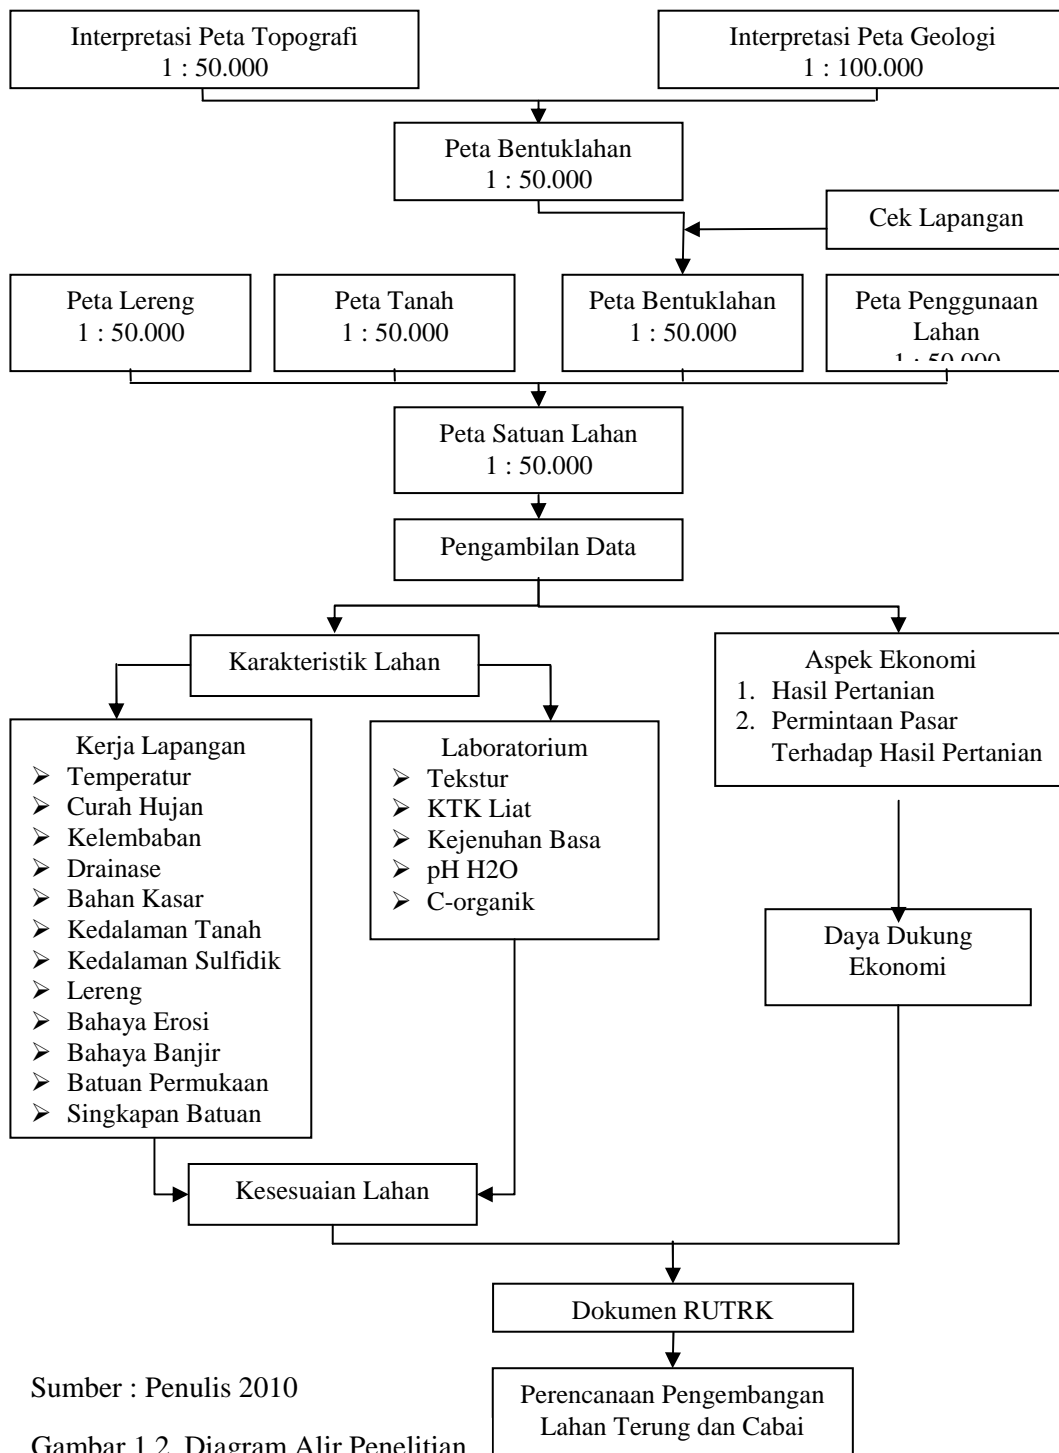 Interpretasi Peta Topografi
1 : 50.000
Interpretasi Peta Geologi
1 : 100.000
Peta Bentuklahan
1 : 50.000
Cek Lapangan
Peta Lereng
1 : 50.000
Peta Tanah
1 : 50.000
Peta Bentuklahan
1 : 50.000
Peta Penggunaan
Lahan
1 : 50.000
Peta Satuan Lahan
1 : 50.000
Pengambilan Data
Karakteristik Lahan
Aspek Ekonomi
1. Hasil Pertanian
2. Permintaan Pasar
Terhadap Hasil Pertanian
Kerja Lapangan
➢ Temperatur
➢ Curah Hujan
➢ Kelembaban
➢ Drainase
➢ Bahan Kasar
➢ Kedalaman Tanah
➢ Kedalaman Sulfidik
➢ Lereng
➢ Bahaya Erosi
➢ Bahaya Banjir
➢ Batuan Permukaan
➢ Singkapan Batuan
Laboratorium
➢ Tekstur
➢ KTK Liat
➢ Kejenuhan Basa
➢ pH H2O
➢ C-organik
Daya Dukung
Ekonomi
Kesesuaian Lahan
Dokumen RUTRK
Perencanaan Pengembangan
Lahan Terung dan Cabai
Sumber : Penulis 2010
Gambar 1.2. Diagram Alir Penelitian